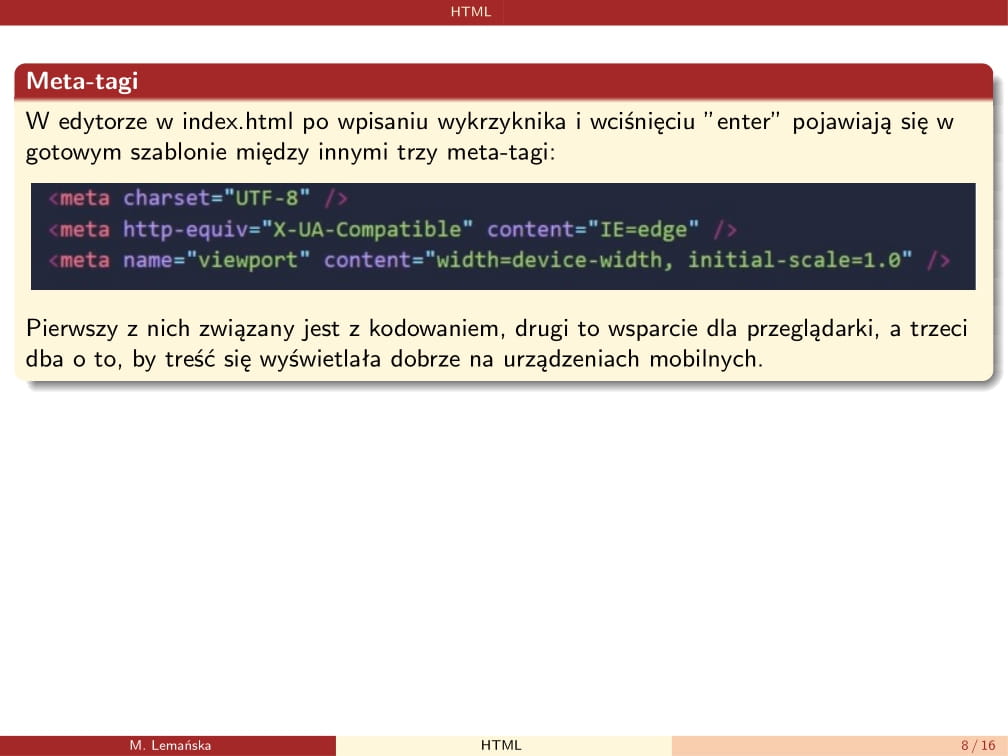 HTML
Meta-tagi
W edytorze w index.html po wpisaniu wykrzyknika i wciśnięciu ”enter” pojawiają się w
gotowym szablonie między innymi trzy meta-tagi:
<meta charset="UTF-8" />
<meta http-equiv="X-UA-Compatible" content="IE=edge" />
<meta name="viewport" content="width=device-width, initial-scale=1.0" />
Pierwszy z nich związany jest z kodowaniem, drugi to wsparcie dla przeglądarki, a trzeci
dba o to, by treść się wyświetlała dobrze na urządzeniach mobilnych.
M. Lemańska HTML 8 / 16